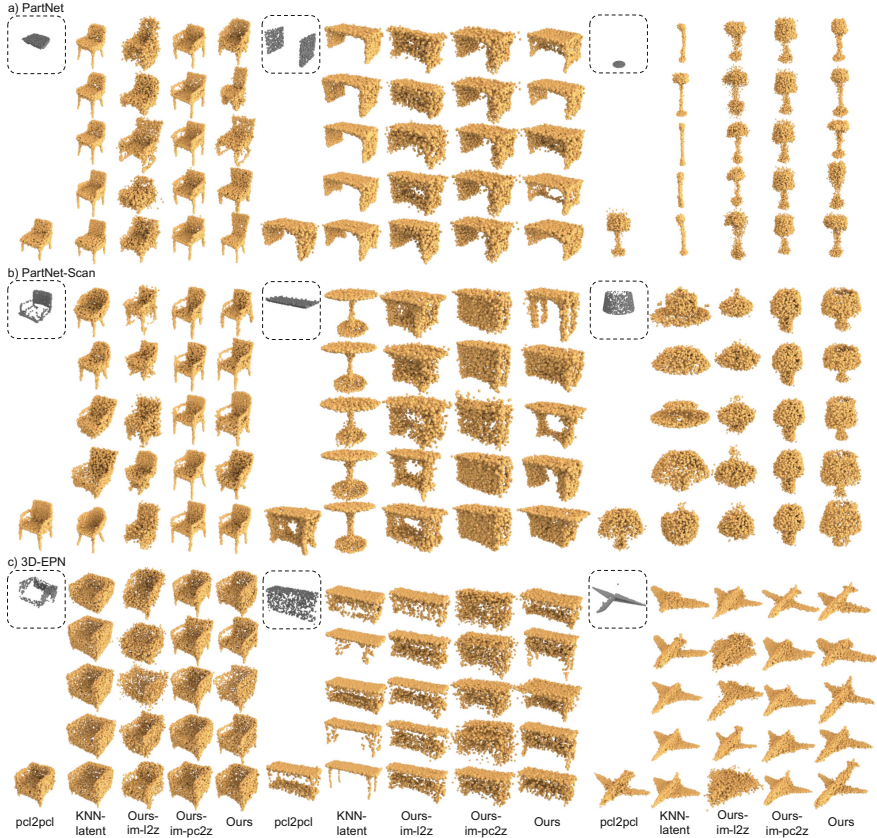 a) PartNet
b) PartNet-Scan
c) 3D-EPN
pcl2pcl KNN- Ours- Ours- Ours pcl2pcl KNN- Ours- Ours- Ours pcl2pcl KNN- Ours- Ours- Ours
latent im-l2z im-pc2z latent im-l2z im-pc2z latent im-l2z im-pc2z